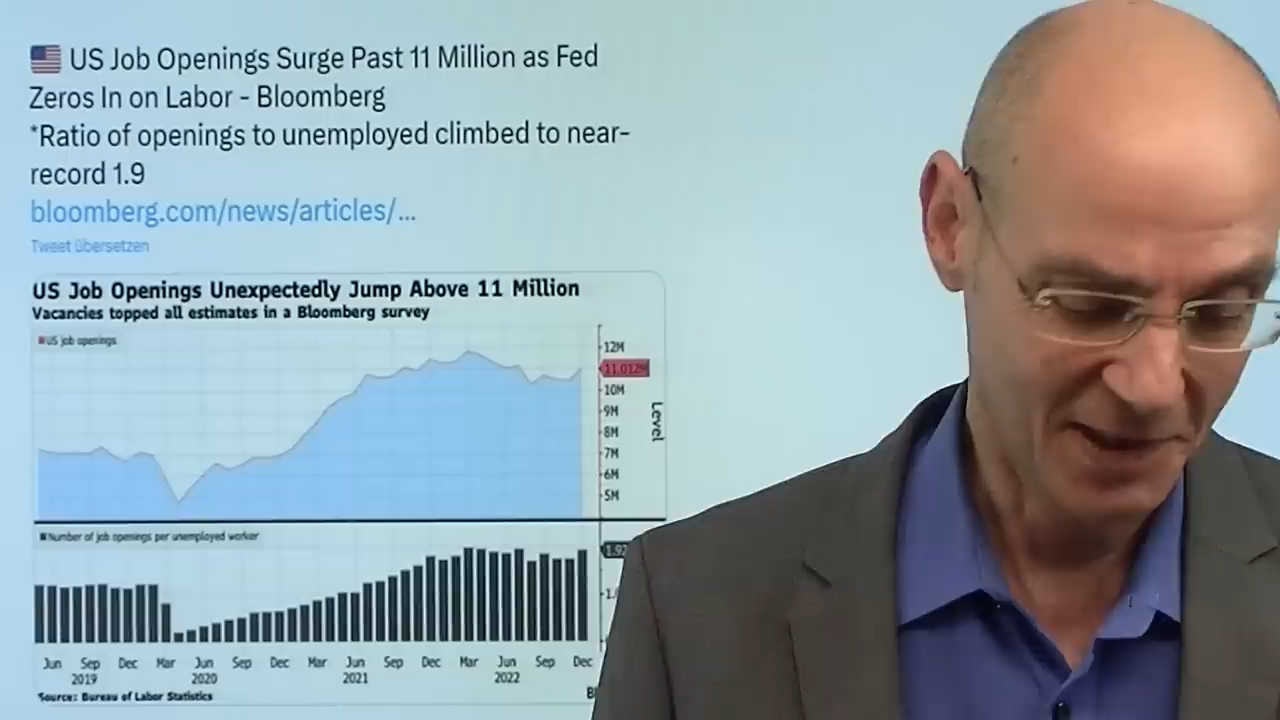 US Job Openings Surge Past 11 Million as Fed
Zeros In on Labor - Bloomberg
*Ratio of openings to unemployed climbed to near-
record 1.9
bloomberg.com/news/articles/...
Tweet übersetzen
US Job Openings Unexpectedly Jump Above 11 Million
Vacancies topped all estimates in a Bloomberg survey
US job openings
12M
11.012M
10M
9M
8M
7M
6M
5M
Level
Number of job openings per unemployed worker
1.92
Jun Sep Dec Mar Jun Sep Dec Mar Jun Sep Dec Mar Jun Sep Dec
2019 2020 2021 2022
Source: Bureau of Labor Statistics